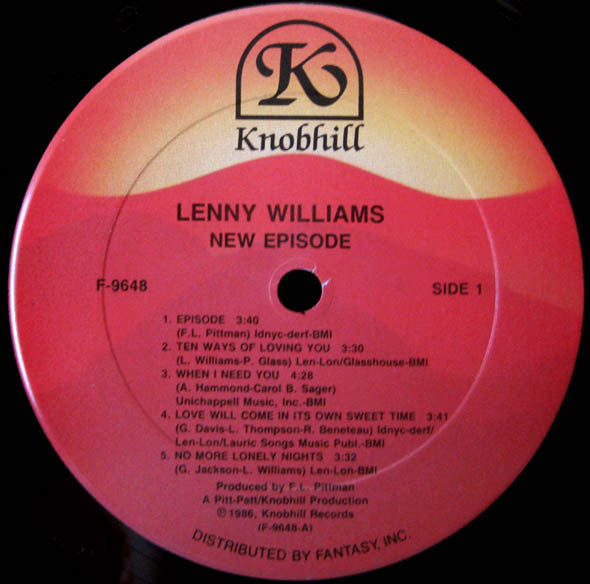 K
Knobhill
LENNY WILLIAMS
NEW EPISODE
F-9648
SIDE 1
1. EPISODE 3:40
(F.L. Pittman) Idnyc-derf-BMI
2. TEN WAYS OF LOVING YOU 3:30
(L. Williams-P. Glass) Len-Lon/Glasshouse-BMI
3. WHEN I NEED YOU 4:28
(A. Hammond-Carol B. Sager)
Unichappell Music, Inc.-BMI
4. LOVE WILL COME IN ITS OWN SWEET TIME 3:41
(G. Davis-L. Thompson-R. Beneteau) Idnyc-derf/
Len-Lon/Lauric Songs Music Publ.-BMI
5. NO MORE LONELY NIGHTS 3:32
(G. Jackson-L. Williams) Len-Lon-BMI
Produced by F.L. Pittman
A Pitt-Patt/Knobhill Production
℗ 1986, Knobhill Records
(F-9648-A)
DISTRIBUTED BY FANTASY, INC.